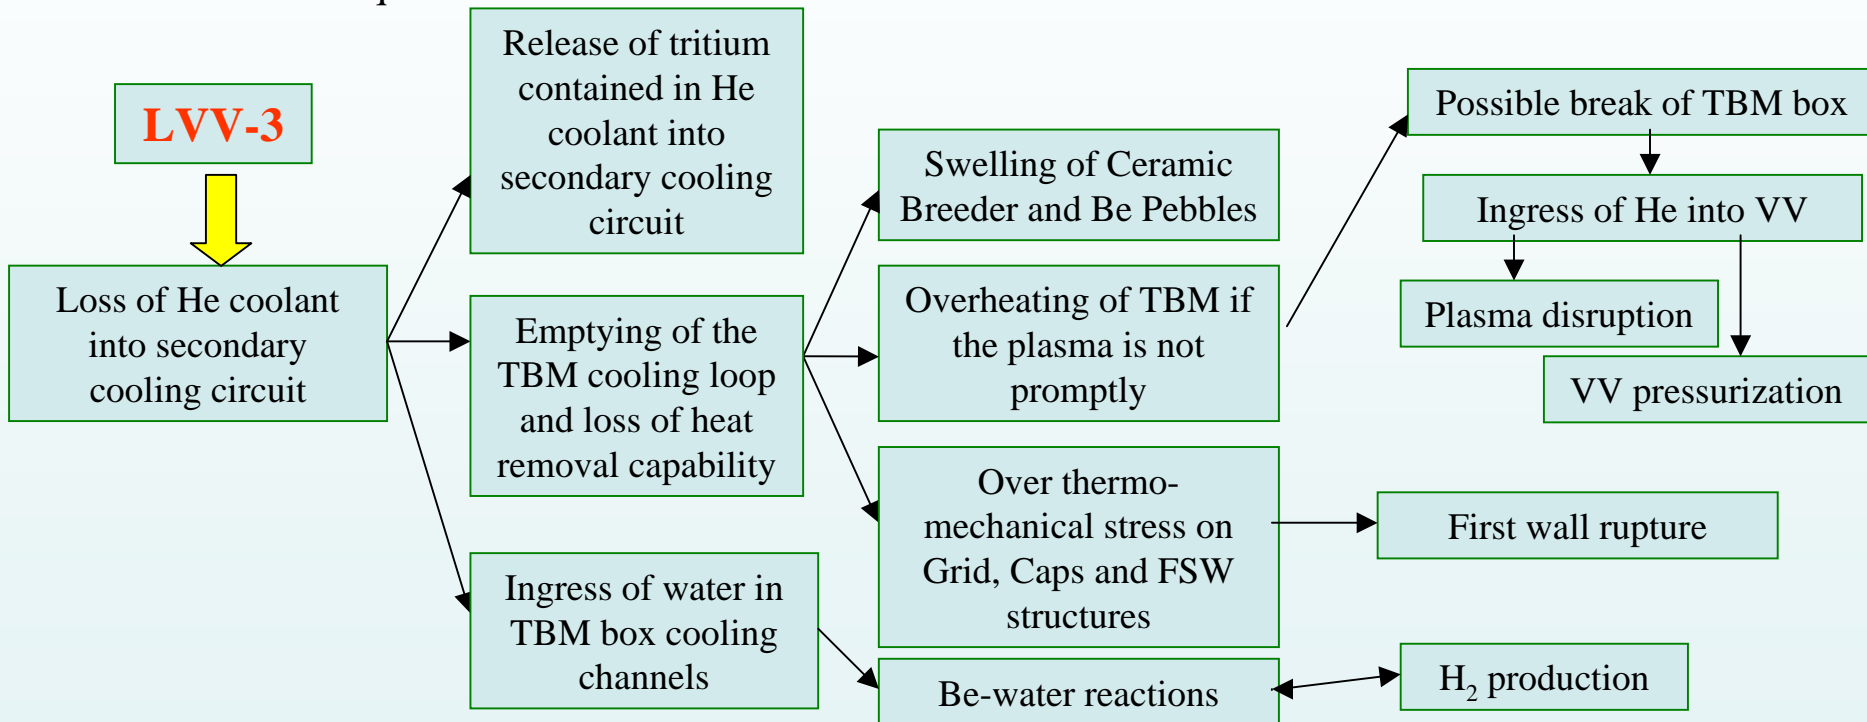 LVV-3
Loss of He coolant
into secondary
cooling circuit
Release of tritium
contained in He
coolant into
secondary cooling
circuit
Emptying of the
TBM cooling loop
and loss of heat
removal capability
Ingress of water in
TBM box cooling
channels
Swelling of Ceramic
Breeder and Be Pebbles
Overheating of TBM if
the plasma is not
promptly
Over thermo-
mechanical stress on
Grid, Caps and FSW
structures
Be-water reactions
Possible break of TBM box
Ingress of He into VV
Plasma disruption
VV pressurization
First wall rupture
H₂ production